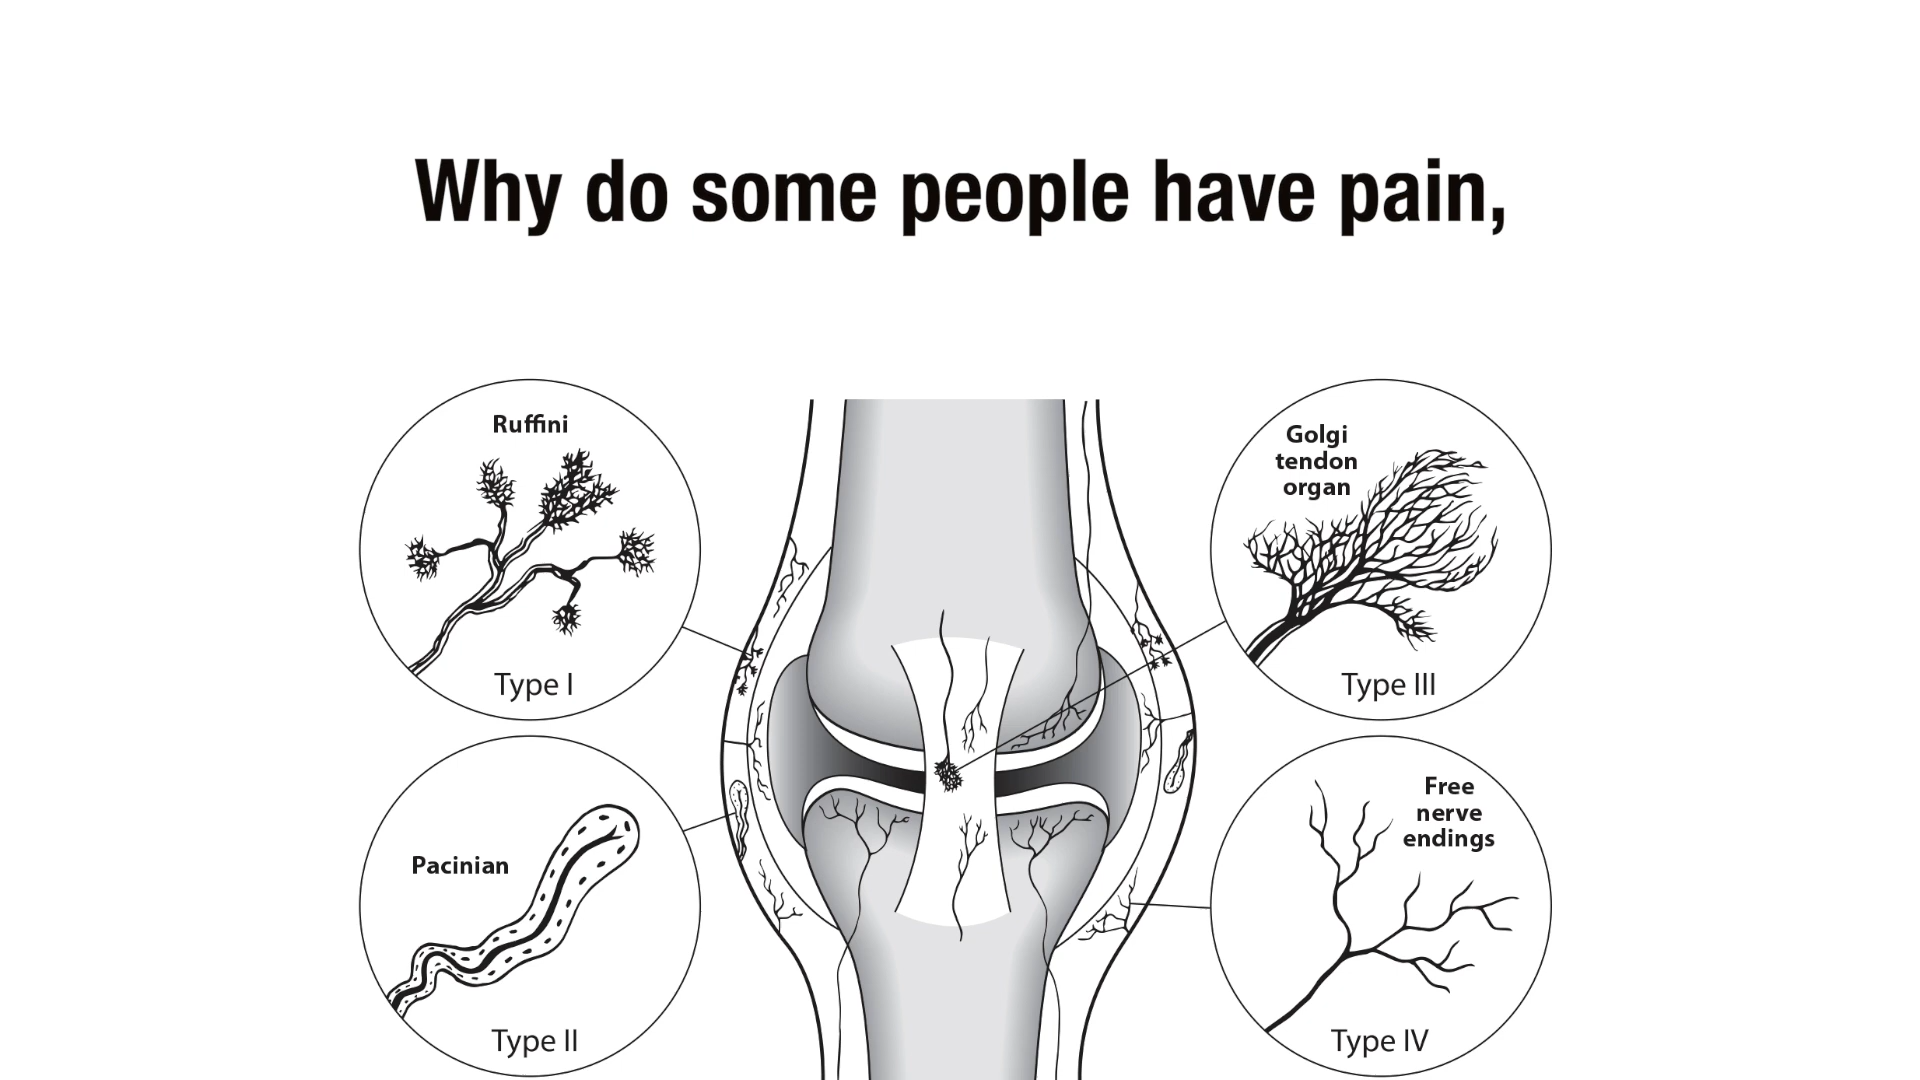 Why do some people have pain,
Ruffini
Type I
Golgi
tendon
organ
Type III
Pacinian
Type II
Free
nerve
endings
Type IV